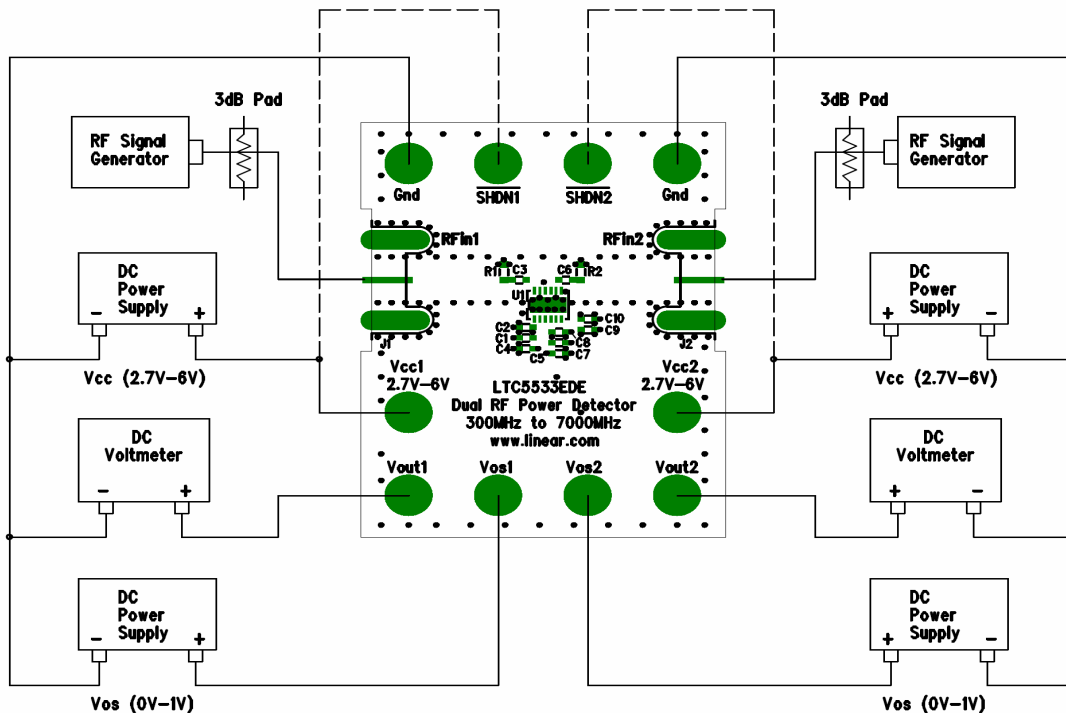 3dB Pad
3dB Pad
RF Signal
Generator
RF Signal
Generator
Gnd
SHDN1
SHDN2
Gnd
RFin1
RFin2
R1
C3
C6
R2
U1
DC
Power
Supply
- +
DC
Power
Supply
+ -
C10
C9
C2
C1
C4
C5
C8
C7
J1
J2
Vcc (2.7V-6V)
Vcc (2.7V-6V)
Vcc1
2.7V-6V
Vcc2
2.7V-6V
LTC5533EDE
Dual RF Power Detector
300MHz to 7000MHz
www.linear.com
DC
Voltmeter
- +
DC
Voltmeter
+ -
Vout1
Vos1
Vos2
Vout2
DC
Power
Supply
- +
DC
Power
Supply
+ -
Vos (0V-1V)
Vos (0V-1V)